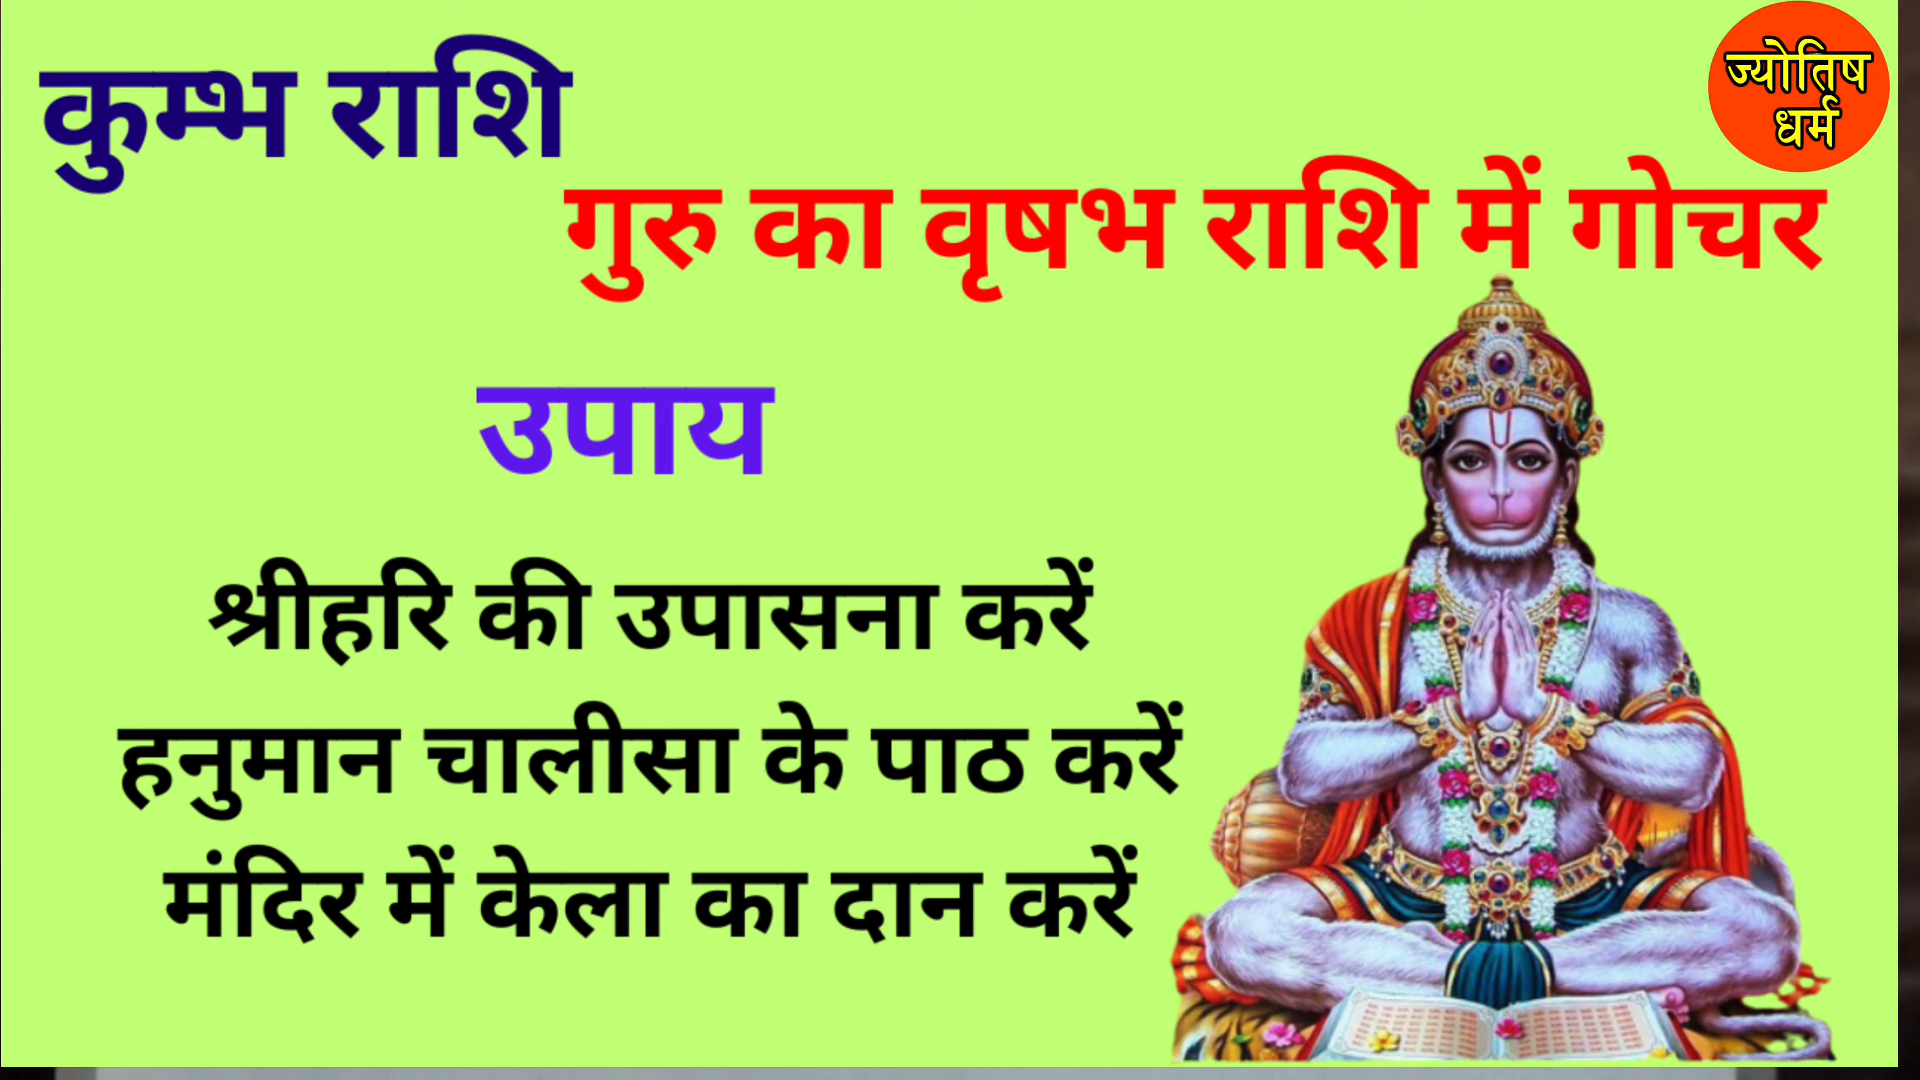 कुम्भ राशि
ज्योतिष
धर्म
गुरु का वृषभ राशि में गोचर
उपाय
श्रीहरि की उपासना करें
हनुमान चालीसा के पाठ करें
मंदिर में केला का दान करें